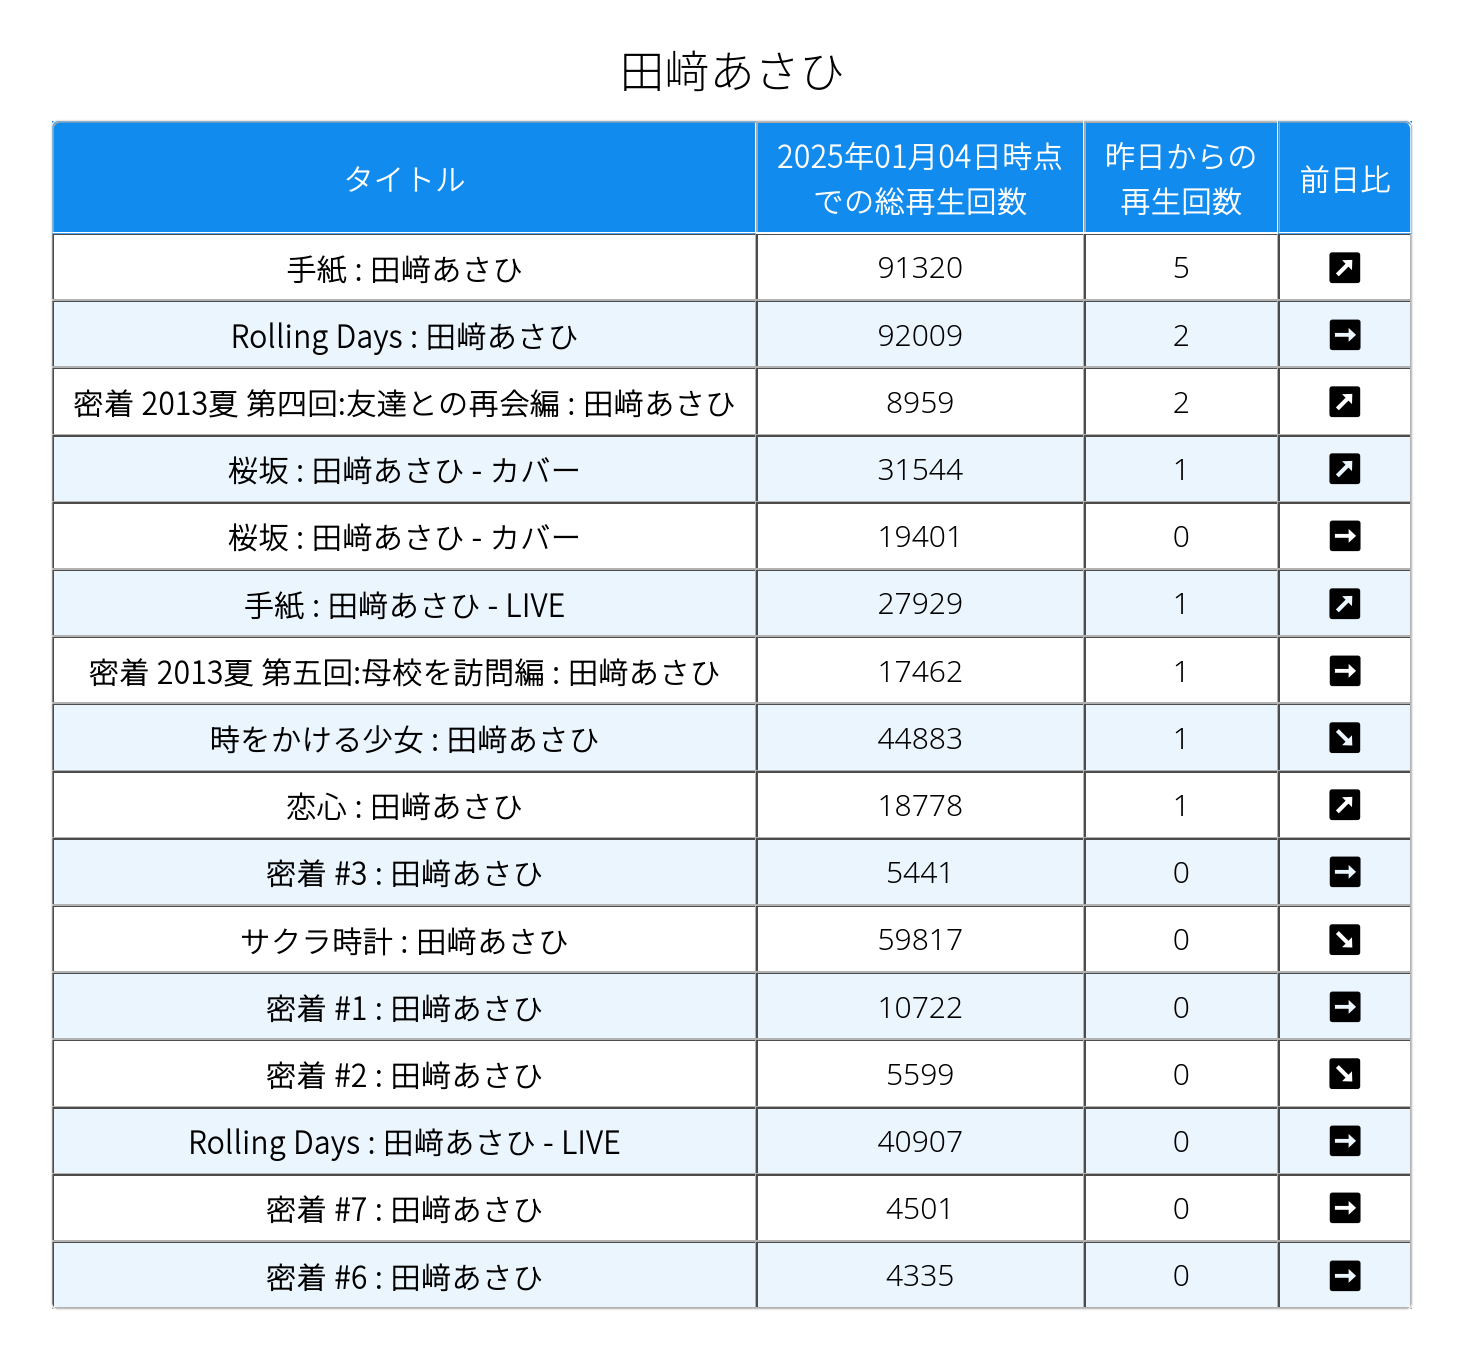 田﨑あさひ
タイトル 2025年01月04日時点での総再生回数 昨日からの再生回数 前日比
手紙 : 田﨑あさひ 91320 5 ↗
Rolling Days : 田﨑あさひ 92009 2 →
密着 2013夏 第四回:友達との再会編 : 田﨑あさひ 8959 2 ↗
桜坂 : 田﨑あさひ - カバー 31544 1 ↗
桜坂 : 田﨑あさひ - カバー 19401 0 →
手紙 : 田﨑あさひ - LIVE 27929 1 ↗
密着 2013夏 第五回:母校を訪問編 : 田﨑あさひ 17462 1 →
時をかける少女 : 田﨑あさひ 44883 1 ↘
恋心 : 田﨑あさひ 18778 1 ↗
密着 #3 : 田﨑あさひ 5441 0 →
サクラ時計 : 田﨑あさひ 59817 0 ↘
密着 #1 : 田﨑あさひ 10722 0 →
密着 #2 : 田﨑あさひ 5599 0 ↘
Rolling Days : 田﨑あさひ - LIVE 40907 0 →
密着 #7 : 田﨑あさひ 4501 0 →
密着 #6 : 田﨑あさひ 4335 0 →